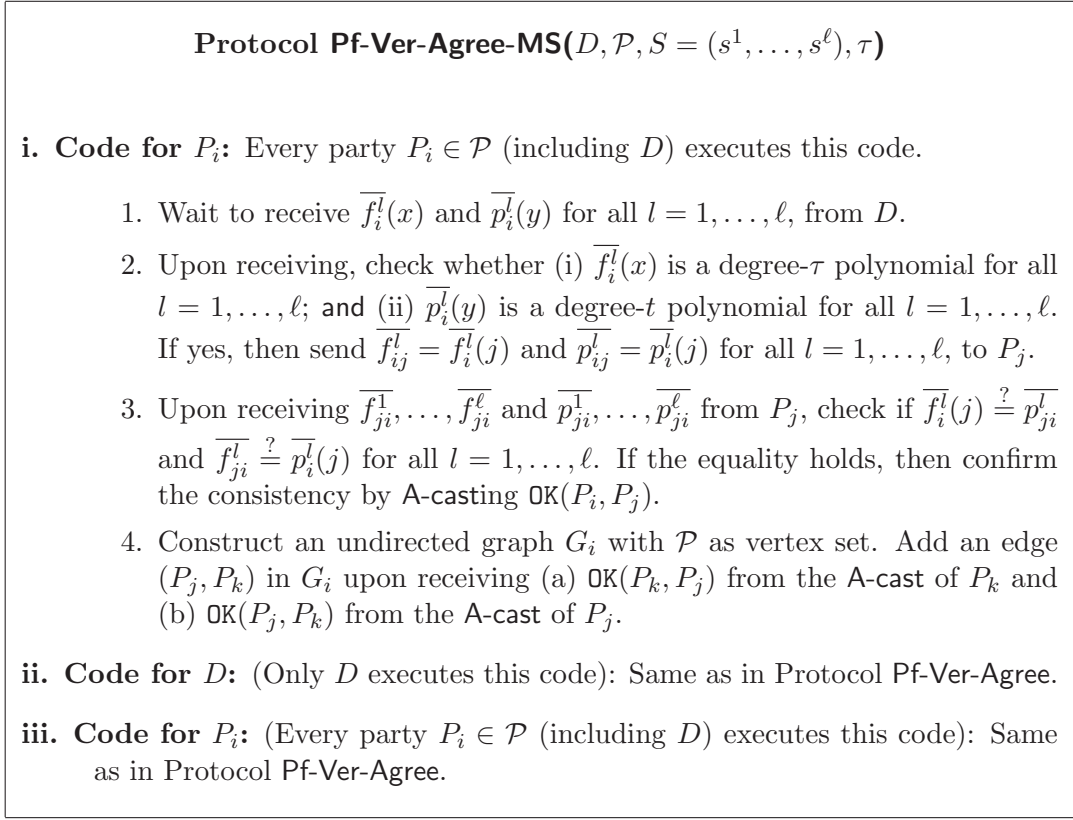 Protocol Pf-Ver-Agree-MS(D, 𝒫, S = (s¹, . . . , s^ℓ), τ)
i. Code for P_i: Every party P_i ∈ 𝒫 (including D) executes this code.
1. Wait to receive \overline{f_i^l}(x) and \overline{p_i^l}(y) for all l = 1, . . . , ℓ, from D.
2. Upon receiving, check whether (i) \overline{f_i^l}(x) is a degree-τ polynomial for all
l = 1, . . . , ℓ; and (ii) \overline{p_i^l}(y) is a degree-t polynomial for all l = 1, . . . , ℓ.
If yes, then send \overline{f_{ij}^l} = \overline{f_i^l}(j) and \overline{p_{ij}^l} = \overline{p_i^l}(j) for all l = 1, . . . , ℓ, to P_j.
3. Upon receiving \overline{f_{ji}^1}, . . . , \overline{f_{ji}^ℓ} and \overline{p_{ji}^1}, . . . , \overline{p_{ji}^ℓ} from P_j, check if \overline{f_i^l}(j) ≟ \overline{p_{ji}^l}
and \overline{f_{ji}^l} ≟ \overline{p_i^l}(j) for all l = 1, . . . , ℓ. If the equality holds, then confirm
the consistency by A-casting OK(P_i, P_j).
4. Construct an undirected graph G_i with 𝒫 as vertex set. Add an edge
(P_j, P_k) in G_i upon receiving (a) OK(P_k, P_j) from the A-cast of P_k and
(b) OK(P_j, P_k) from the A-cast of P_j.
ii. Code for D: (Only D executes this code): Same as in Protocol Pf-Ver-Agree.
iii. Code for P_i: (Every party P_i ∈ 𝒫 (including D) executes this code): Same
as in Protocol Pf-Ver-Agree.